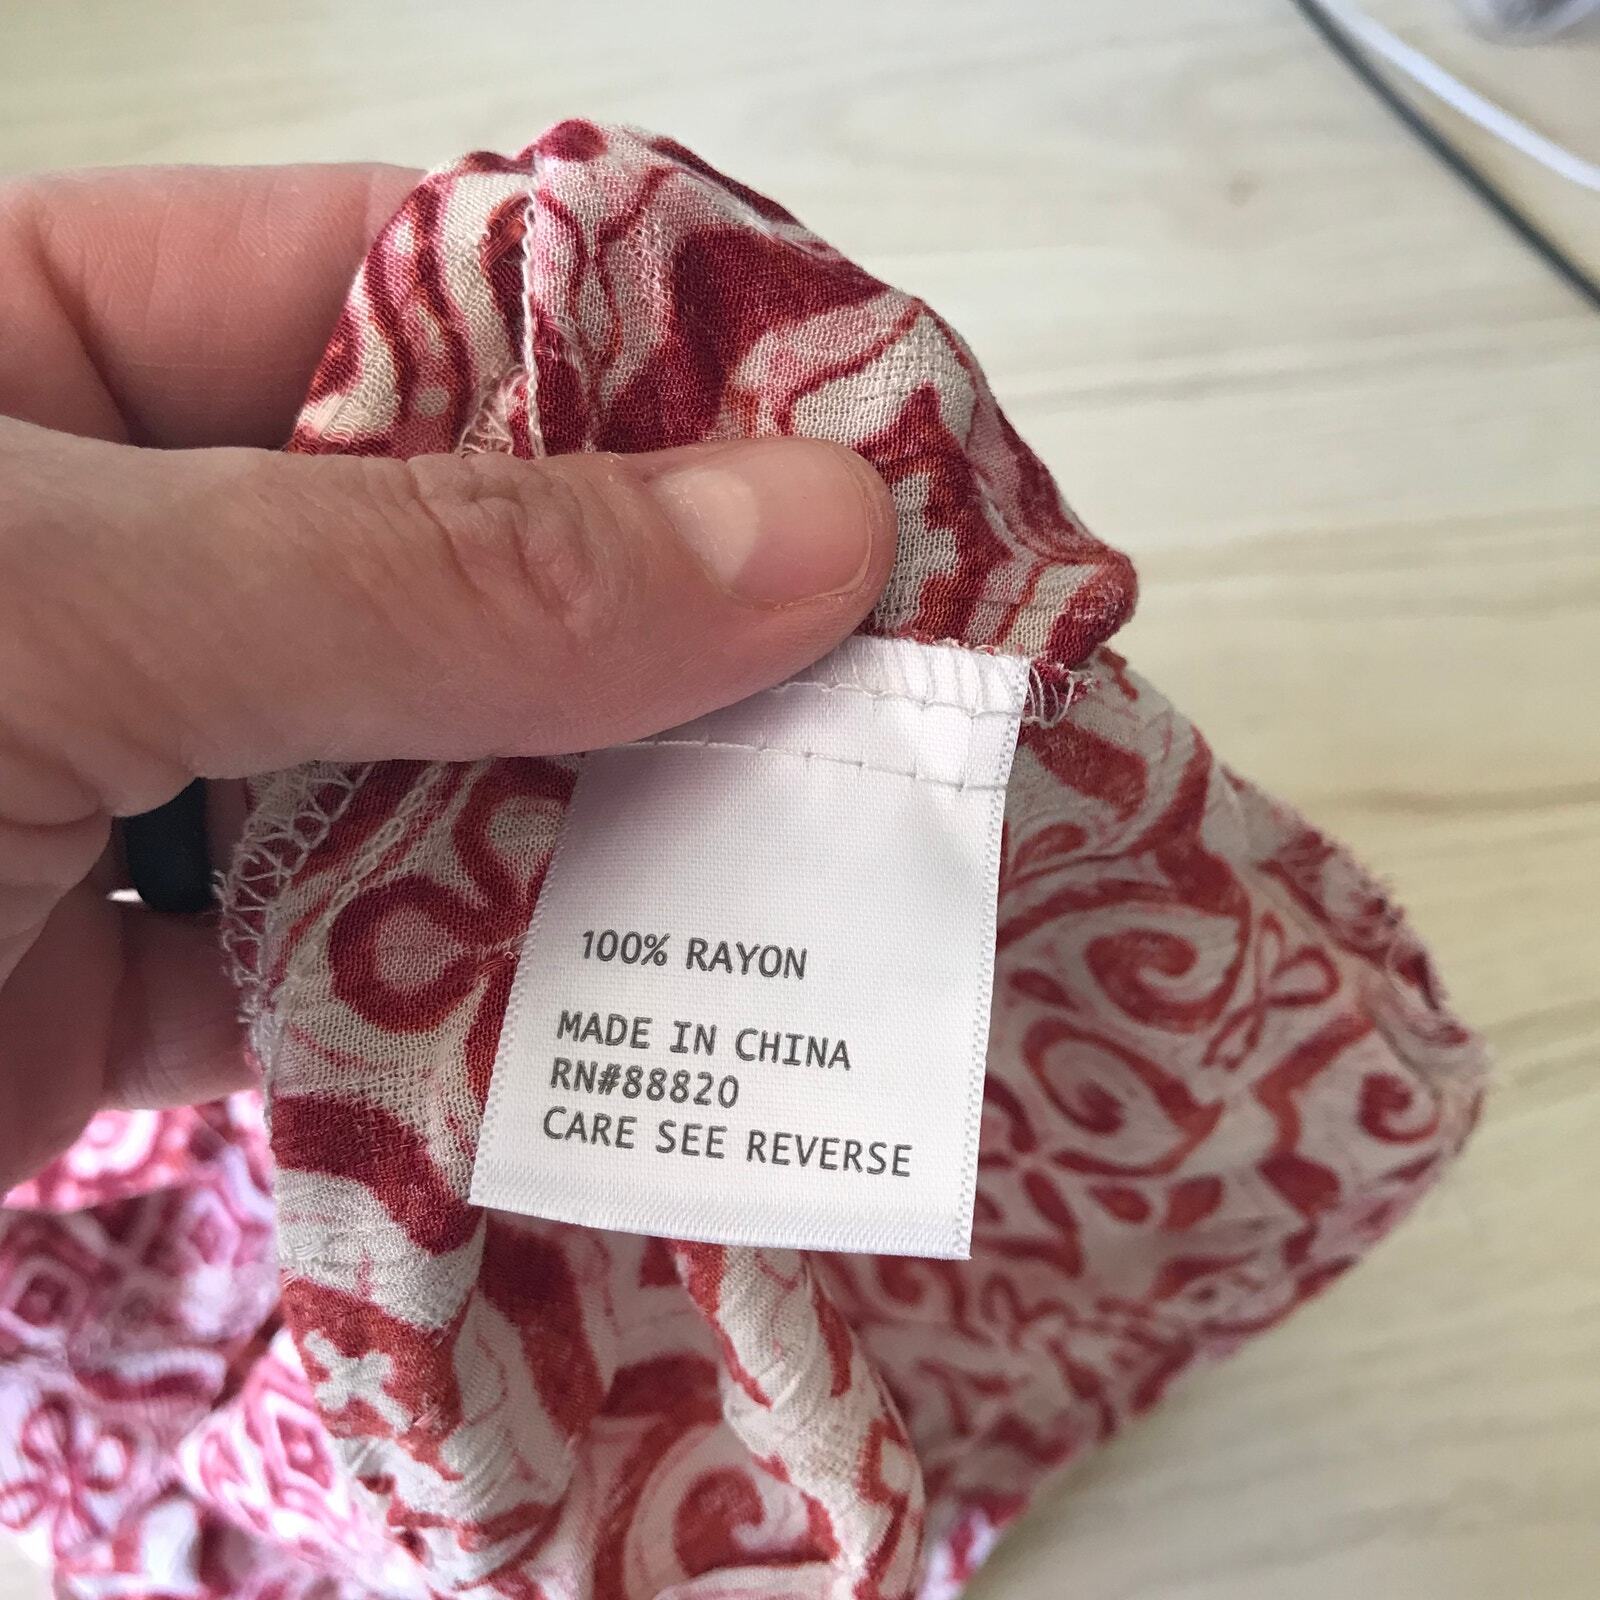 100% RAYON
MADE IN CHINA
RN#88820
CARE SEE REVERSE